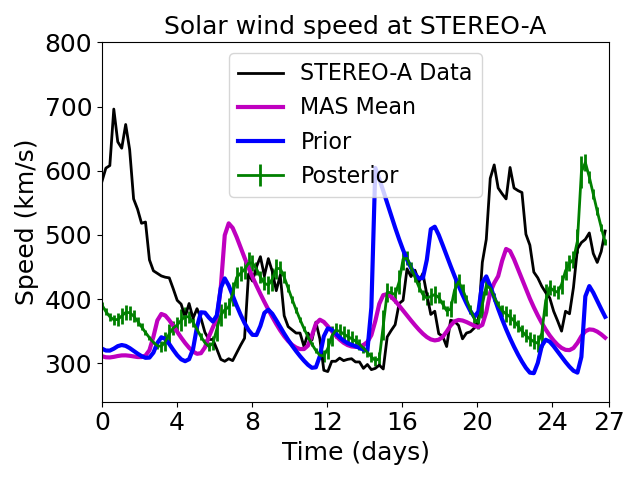 Solar wind speed at STEREO-A
800
700
600
500
400
300
Speed (km/s)
STEREO-A Data
MAS Mean
Prior
Posterior
0 4 8 12 16 20 24 27
Time (days)